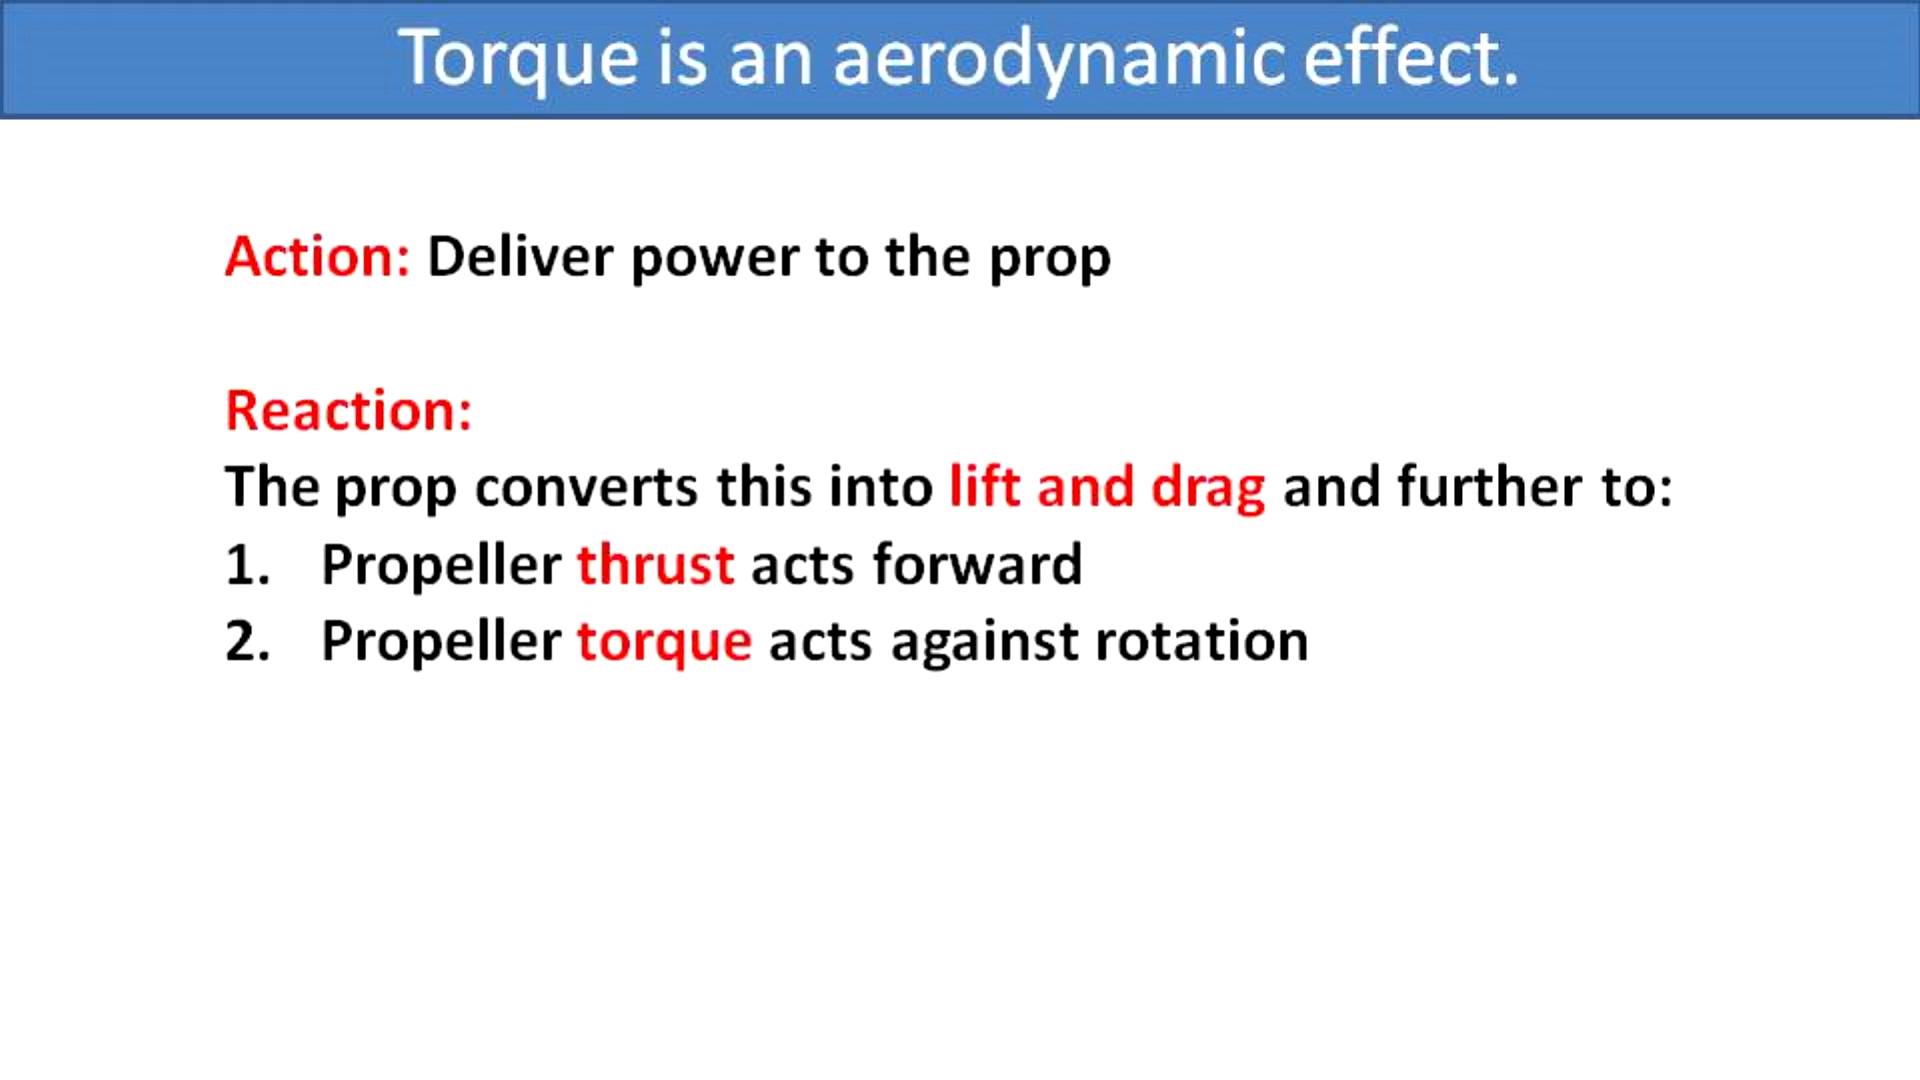 Torque is an aerodynamic effect.
Action: Deliver power to the prop
Reaction:
The prop converts this into lift and drag and further to:
1. Propeller thrust acts forward
2. Propeller torque acts against rotation